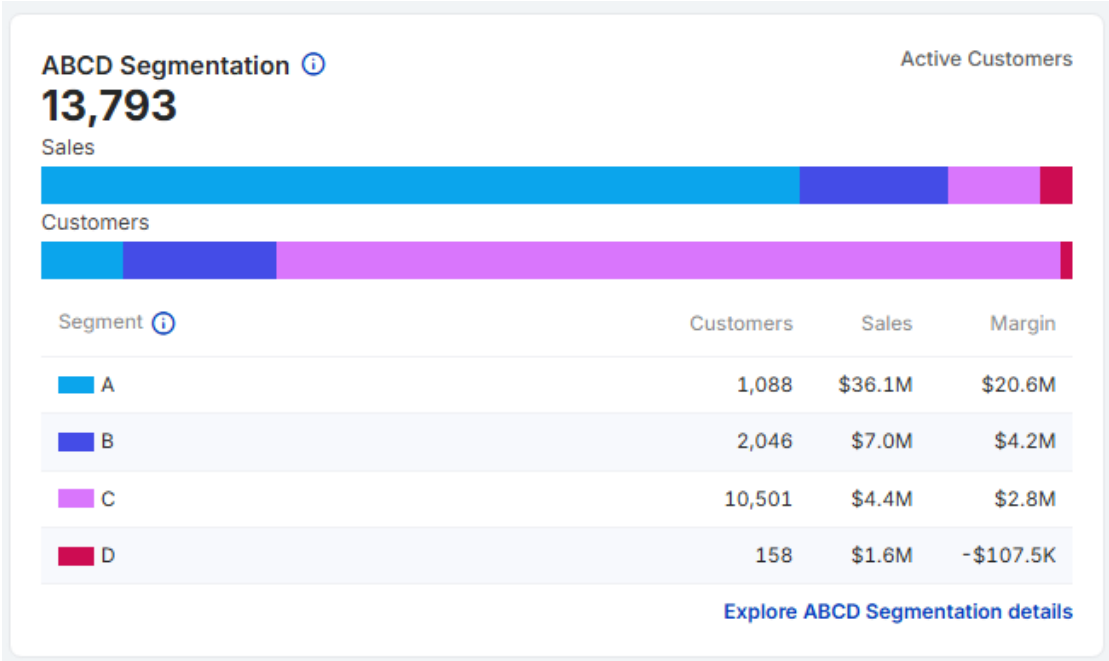 ABCD Segmentation
Active Customers
13,793
Sales
Customers
Segment Customers Sales Margin
A 1,088 $36.1M $20.6M
B 2,046 $7.0M $4.2M
C 10,501 $4.4M $2.8M
D 158 $1.6M -$107.5K
Explore ABCD Segmentation details